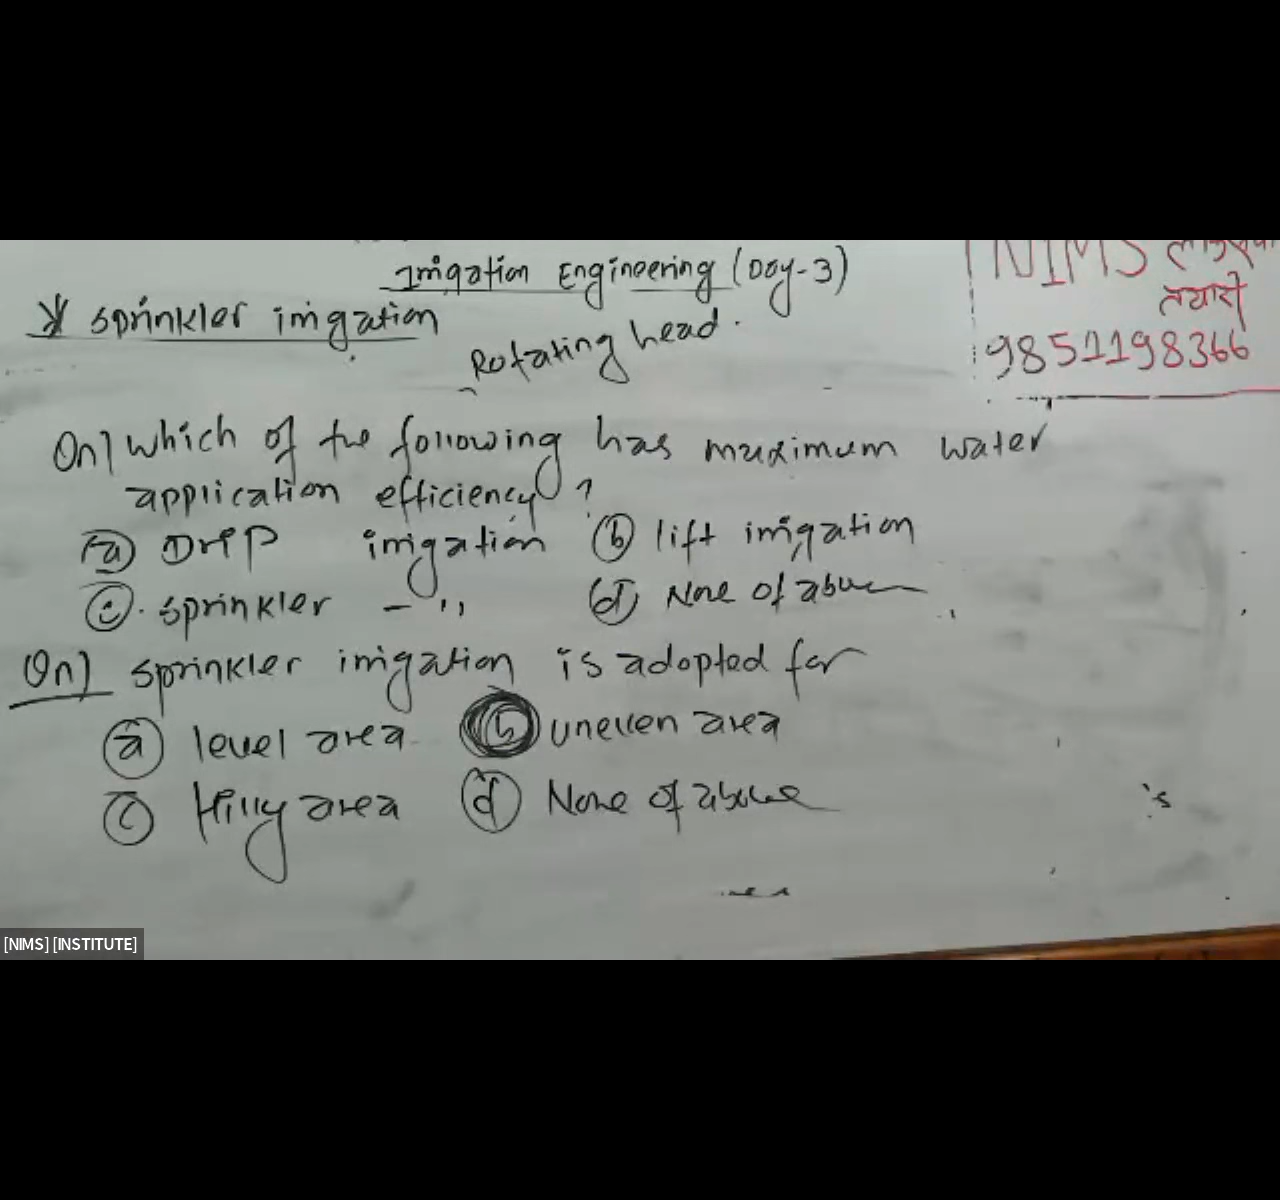 Irrigation Engineering (Day-3)
NIMS
तयारी
9851198366
* sprinkler irrigation
Rotating head.
Qn] Which of the following has maximum water
application efficiency?
(a) Drip irrigation (b) lift irrigation
(c). sprinkler - " (d) None of above
Qn] sprinkler irrigation is adopted for
(a) level area (b) uneven area
(c) Hilly area (d) None of above
[NIMS] [INSTITUTE]